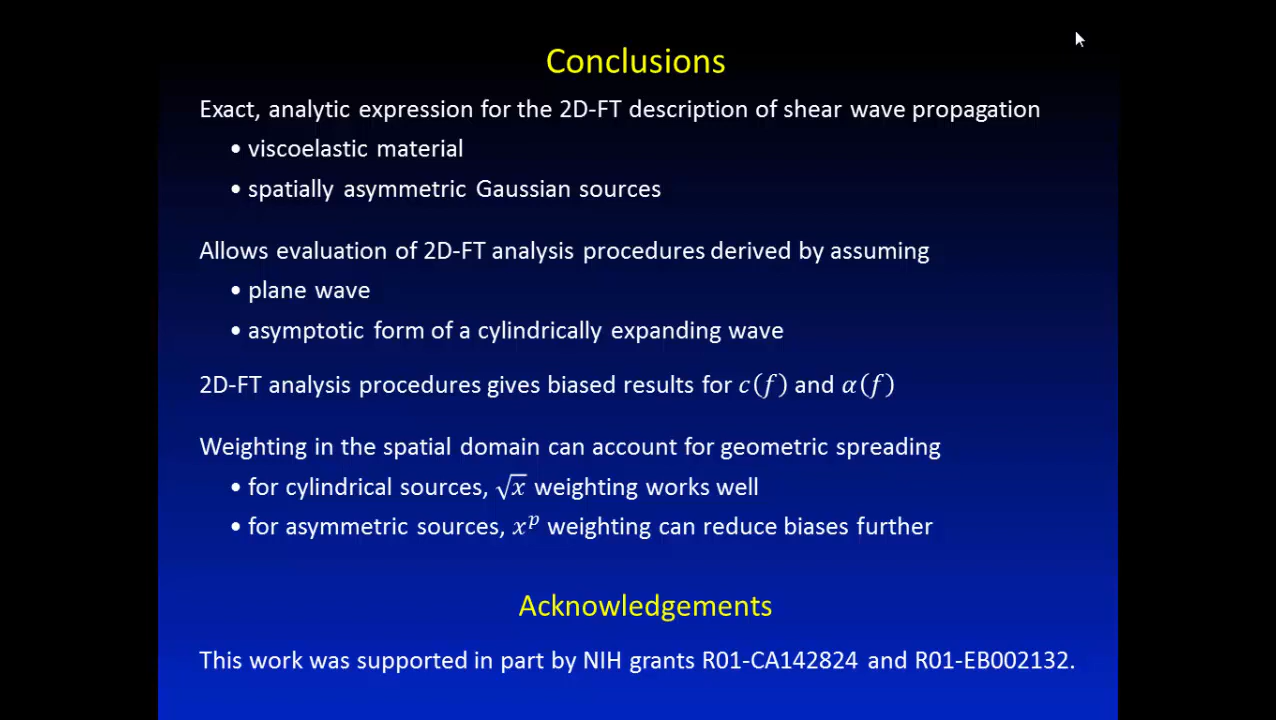 Conclusions
Exact, analytic expression for the 2D-FT description of shear wave propagation
• viscoelastic material
• spatially asymmetric Gaussian sources
Allows evaluation of 2D-FT analysis procedures derived by assuming
• plane wave
• asymptotic form of a cylindrically expanding wave
2D-FT analysis procedures gives biased results for c(f) and α(f)
Weighting in the spatial domain can account for geometric spreading
• for cylindrical sources, √x weighting works well
• for asymmetric sources, xᵖ weighting can reduce biases further
Acknowledgements
This work was supported in part by NIH grants R01-CA142824 and R01-EB002132.